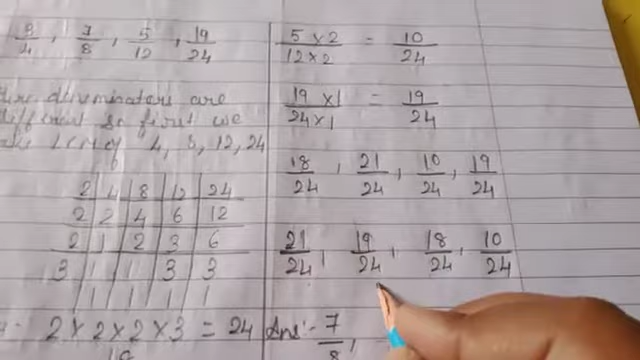 3/4, 7/8, 5/12, 19/24
denominators are
different so first we
LCM of 4, 8, 12, 24
2 | 4 | 8 | 12 | 24
2 | 2 | 4 | 6 | 12
2 | 1 | 2 | 3 | 6
3 | 1 | 1 | 3 | 3
1 | 1 | 1 | 1
2 × 2 × 2 × 3 = 24
5 × 2 / 12 × 2 = 10/24
19 × 1 / 24 × 1 = 19/24
18/24, 21/24, 10/24, 19/24
21/24, 19/24, 18/24, 10/24
Ans:- 7/8,